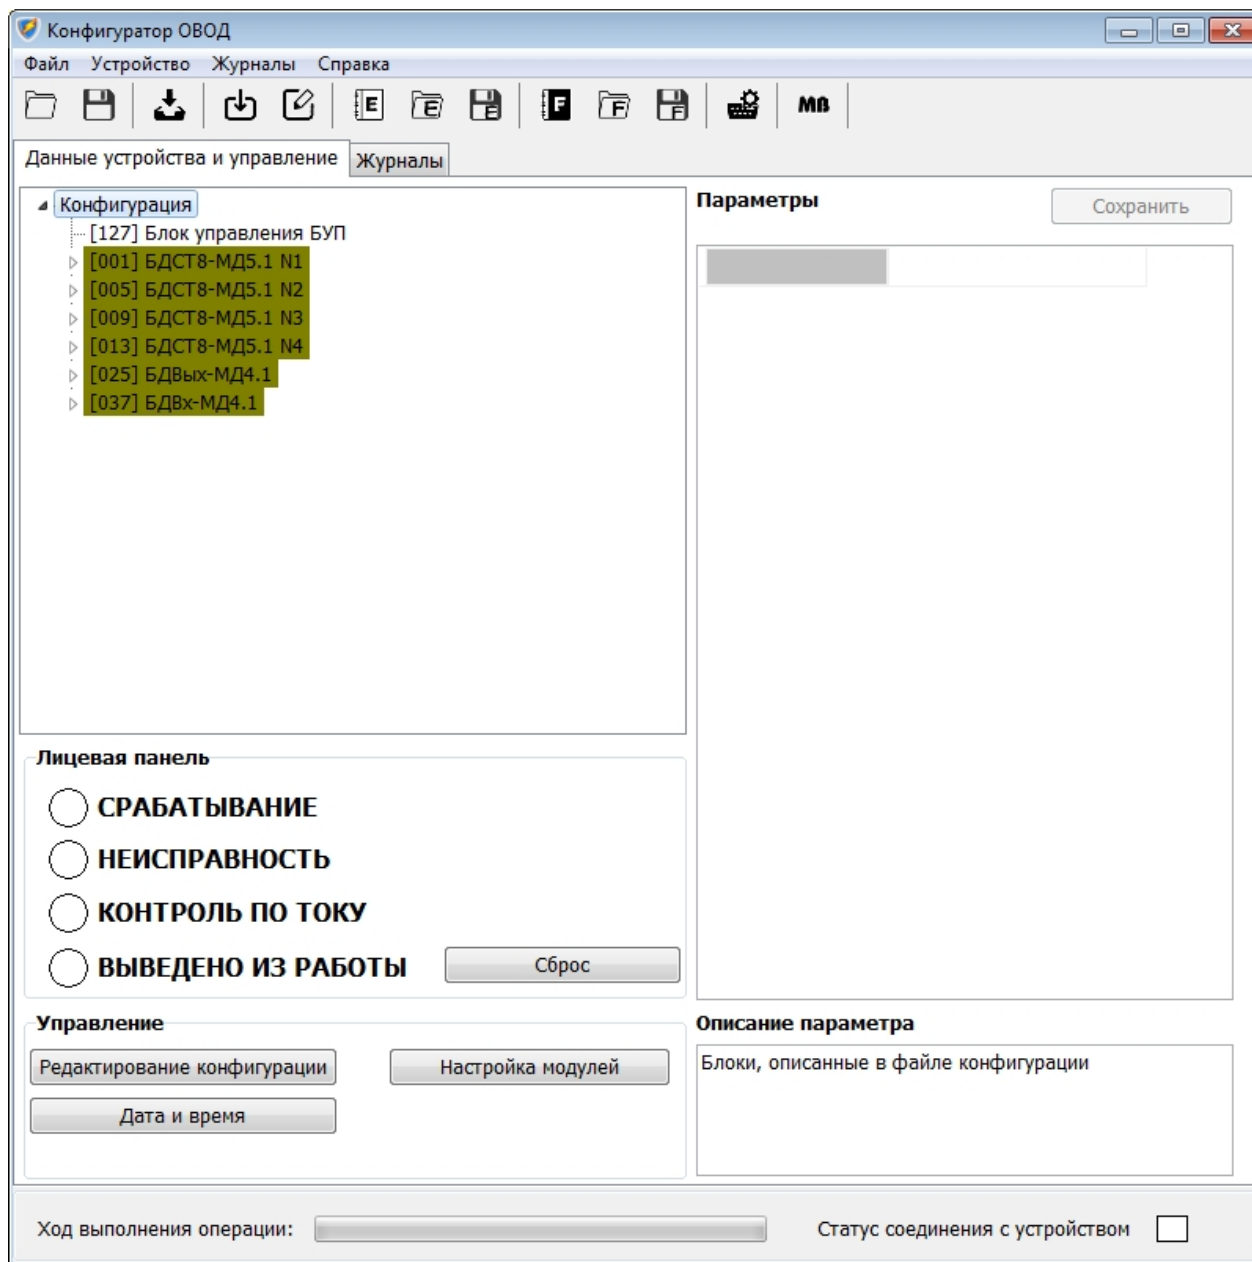 Конфигуратор ОВОД
Файл Устройство Журналы Справка
E E E F F F MB
Данные устройства и управление Журналы
Конфигурация
[127] Блок управления БУП
[001] БДСТ8-МД5.1 N1
[005] БДСТ8-МД5.1 N2
[009] БДСТ8-МД5.1 N3
[013] БДСТ8-МД5.1 N4
[025] БДВых-МД4.1
[037] БДВх-МД4.1
Параметры Сохранить
Лицевая панель
СРАБАТЫВАНИЕ
НЕИСПРАВНОСТЬ
КОНТРОЛЬ ПО ТОКУ
ВЫВЕДЕНО ИЗ РАБОТЫ Сброс
Управление
Редактирование конфигурации Настройка модулей
Дата и время
Описание параметра
Блоки, описанные в файле конфигурации
Ход выполнения операции: Статус соединения с устройством